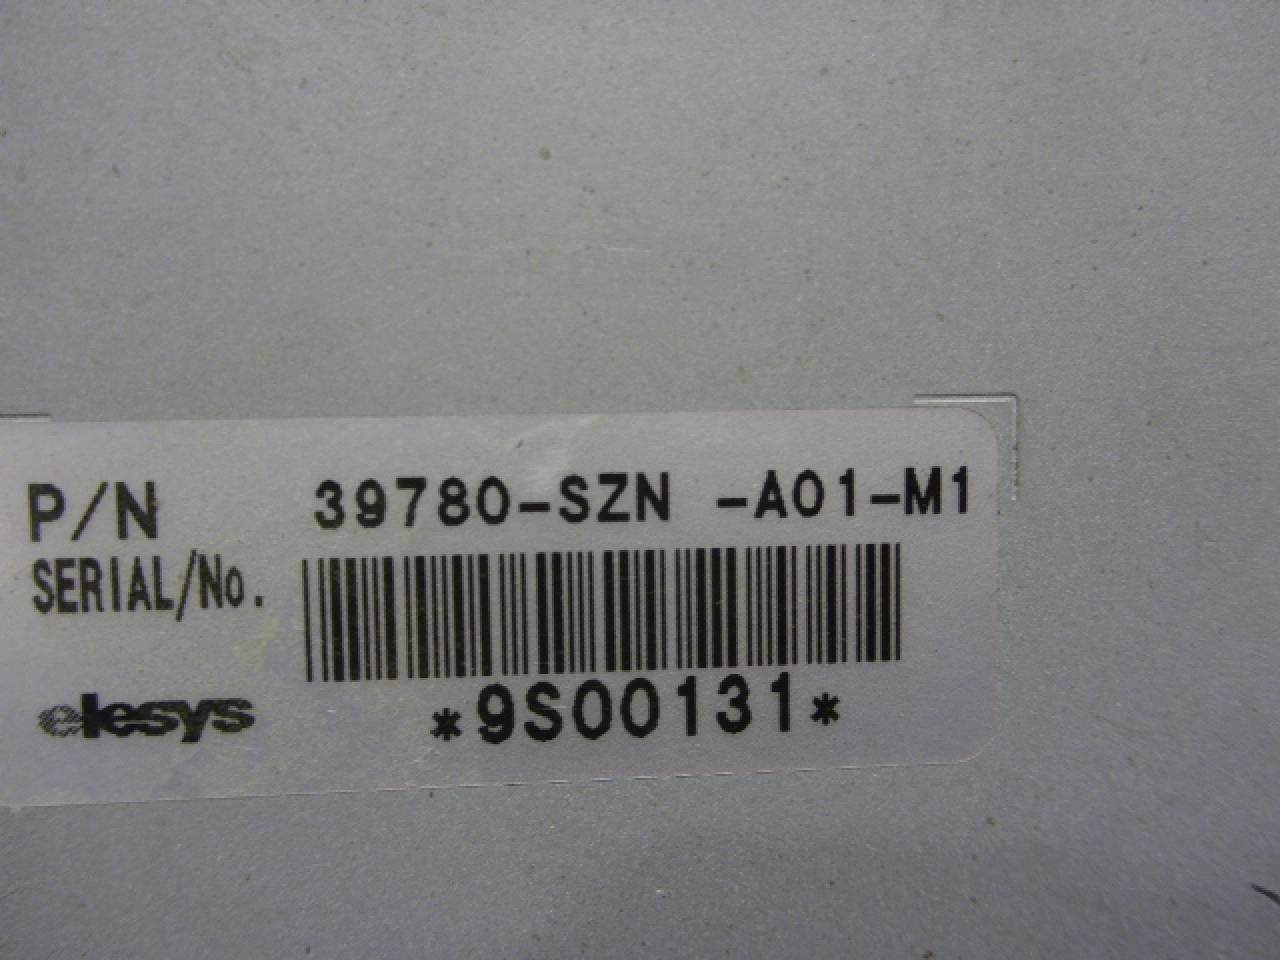 P/N 39780-SZN -A01-M1
SERIAL/No.
elesys *9S00131*